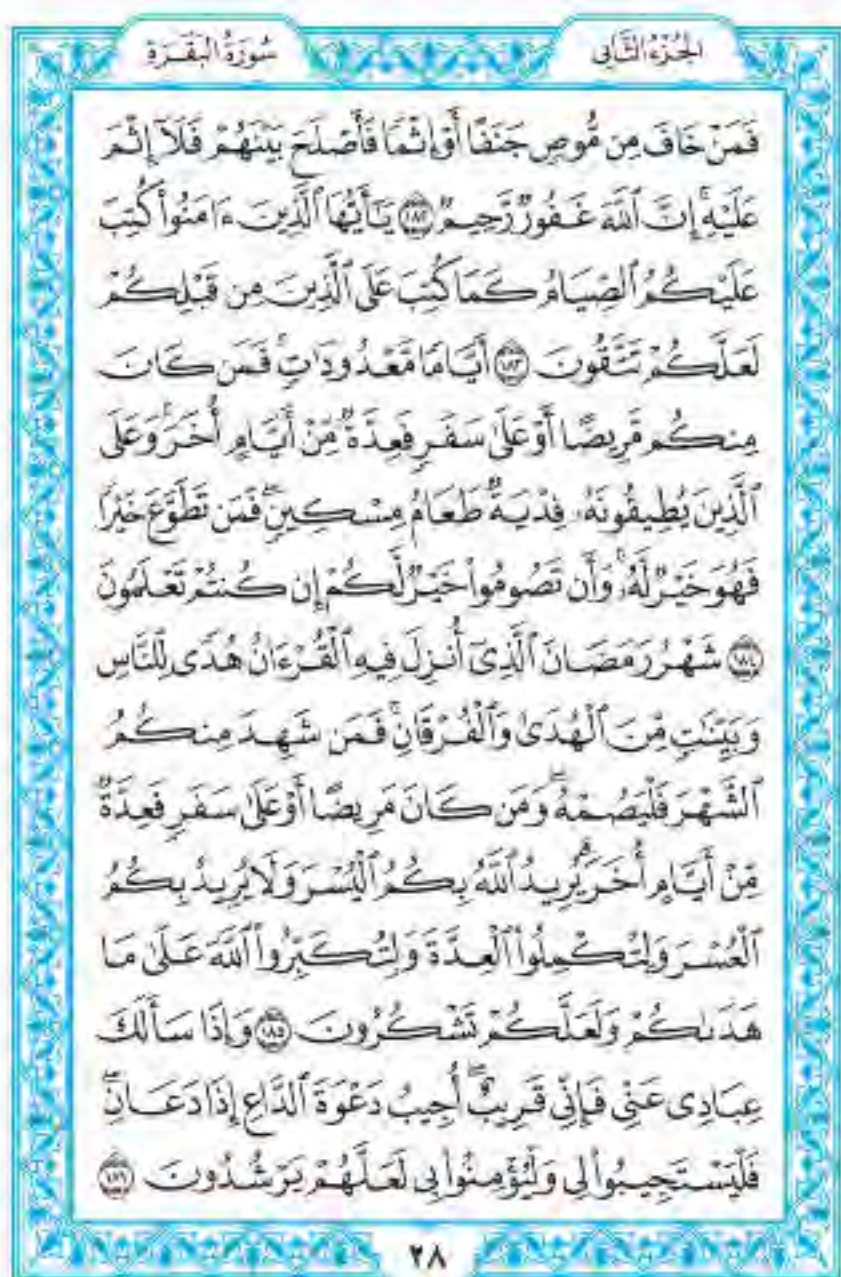 الجُزْءُ الثَّانِي
سُورَةُ الْبَقَرَةِ
فَمَنْ خَافَ مِن مُّوصٍ جَنَفًا أَوْ إِثْمًا فَأَصْلَحَ بَيْنَهُمْ فَلَآ إِثْمَ
عَلَيْهِ ۚ إِنَّ ٱللَّهَ غَفُورٌ رَّحِيمٌ ١٨٢ يَـٰٓأَيُّهَا ٱلَّذِينَ ءَامَنُوا۟ كُتِبَ
عَلَيْكُمُ ٱلصِّيَامُ كَمَا كُتِبَ عَلَى ٱلَّذِينَ مِن قَبْلِكُمْ
لَعَلَّكُمْ تَتَّقُونَ ١٨٣ أَيَّامًا مَّعْدُودَٰتٍ ۚ فَمَن كَانَ
مِنكُم مَّرِيضًا أَوْ عَلَىٰ سَفَرٍ فَعِدَّةٌ مِّنْ أَيَّامٍ أُخَرَ ۚ وَعَلَى
ٱلَّذِينَ يُطِيقُونَهُۥ فِدْيَةٌ طَعَامُ مِسْكِينٍ ۖ فَمَن تَطَوَّعَ خَيْرًا
فَهُوَ خَيْرٌ لَّهُۥ ۚ وَأَن تَصُومُوا۟ خَيْرٌ لَّكُمْ ۖ إِن كُنتُمْ تَعْلَمُونَ
١٨٤ شَهْرُ رَمَضَانَ ٱلَّذِىٓ أُنزِلَ فِيهِ ٱلْقُرْءَانُ هُدًى لِّلنَّاسِ
وَبَيِّنَـٰتٍ مِّنَ ٱلْهُدَىٰ وَٱلْفُرْقَانِ ۚ فَمَن شَهِدَ مِنكُمُ
ٱلشَّهْرَ فَلْيَصُمْهُ ۖ وَمَن كَانَ مَرِيضًا أَوْ عَلَىٰ سَفَرٍ فَعِدَّةٌ
مِّنْ أَيَّامٍ أُخَرَ ۗ يُرِيدُ ٱللَّهُ بِكُمُ ٱلْيُسْرَ وَلَا يُرِيدُ بِكُمُ
ٱلْعُسْرَ وَلِتُكْمِلُوا۟ ٱلْعِدَّةَ وَلِتُكَبِّرُوا۟ ٱللَّهَ عَلَىٰ مَا
هَدَىٰكُمْ وَلَعَلَّكُمْ تَشْكُرُونَ ١٨٥ وَإِذَا سَأَلَكَ
عِبَادِى عَنِّى فَإِنِّى قَرِيبٌ ۖ أُجِيبُ دَعْوَةَ ٱلدَّاعِ إِذَا دَعَانِ ۖ
فَلْيَسْتَجِيبُوا۟ لِى وَلْيُؤْمِنُوا۟ بِى لَعَلَّهُمْ يَرْشُدُونَ ١٨٦
٢٨